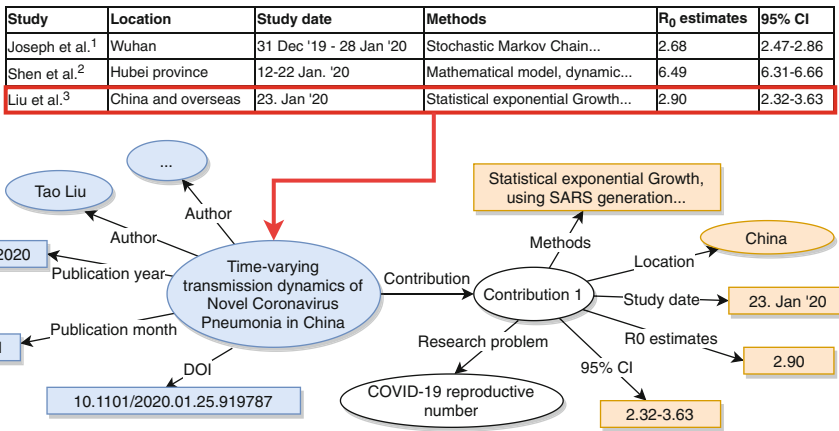 Study Location Study date Methods R0 estimates 95% CI
Joseph et al.1 Wuhan 31 Dec '19 - 28 Jan '20 Stochastic Markov Chain... 2.68 2.47-2.86
Shen et al.2 Hubei province 12-22 Jan. '20 Mathematical model, dynamic... 6.49 6.31-6.66
Liu et al.3 China and overseas 23. Jan '20 Statistical exponential Growth... 2.90 2.32-3.63
...
Tao Liu
Author
Author
2020
Publication year
Publication month
1
DOI
10.1101/2020.01.25.919787
Time-varying
transmission dynamics of
Novel Coronavirus
Pneumonia in China
Contribution
Contribution 1
Statistical exponential Growth,
using SARS generation...
Methods
Location
China
Study date
23. Jan '20
R0 estimates
2.90
95% CI
2.32-3.63
Research problem
COVID-19 reproductive
number